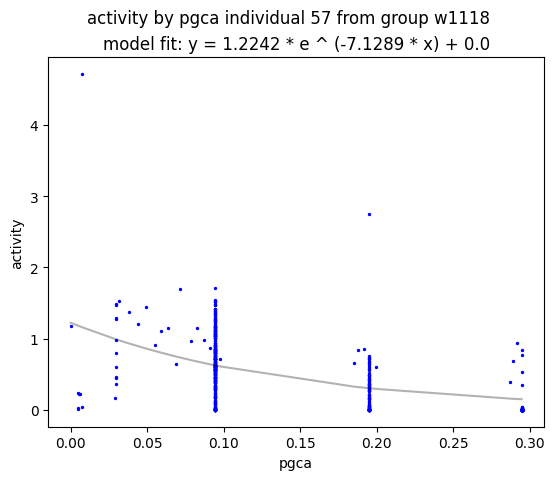 activity by pgca individual 57 from group w1118
model fit: y = 1.2242 * e ^ (-7.1289 * x) + 0.0
activity
4
3
2
1
0
0.00 0.05 0.10 0.15 0.20 0.25 0.30
pgca